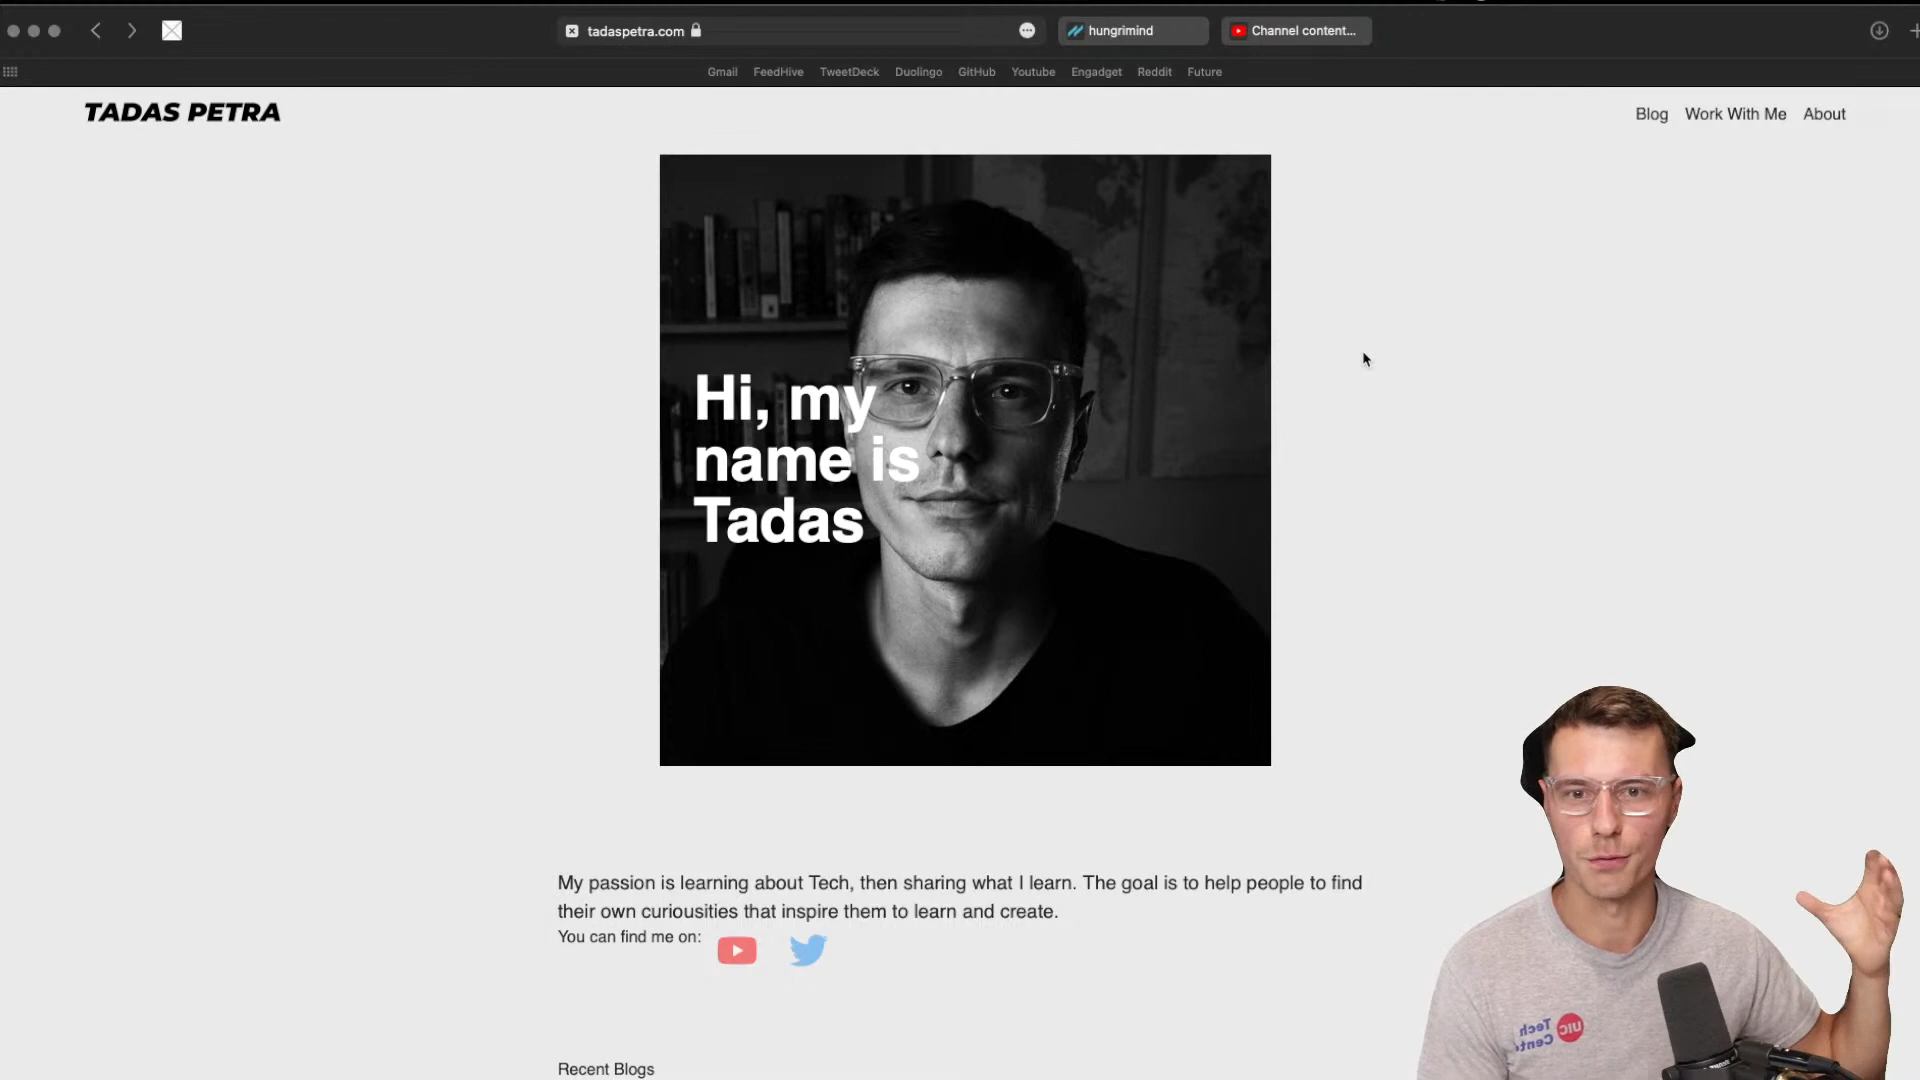 tadaspetra.com
hungrimind
Channel content...
Gmail FeedHive TweetDeck Duolingo GitHub Youtube Engadget Reddit Future
TADAS PETRA
Blog Work With Me About
Hi, my
name is
Tadas
My passion is learning about Tech, then sharing what I learn. The goal is to help people to find
their own curiousities that inspire them to learn and create.
You can find me on:
Recent Blogs
Tech UIC
Cente